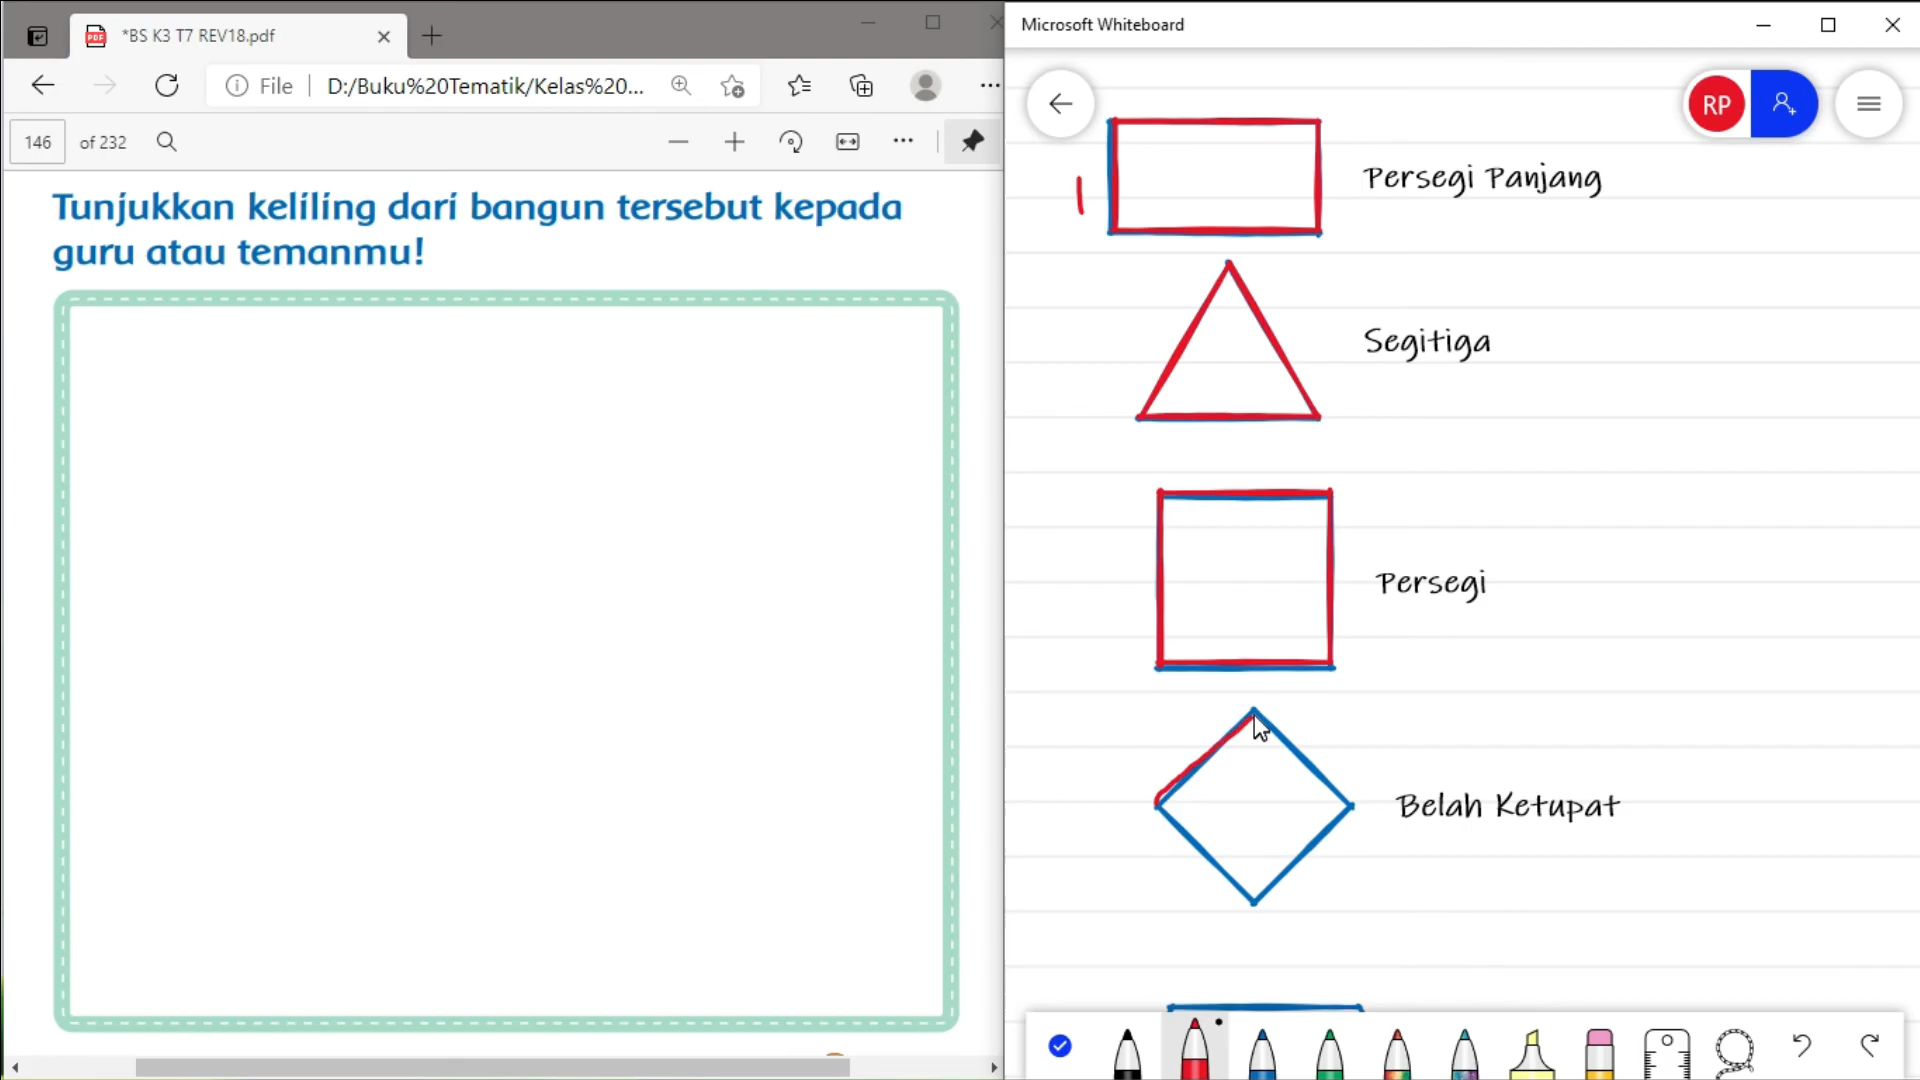 *BS K3 T7 REV18.pdf
File
D:/Buku%20Tematik/Kelas%20...
146 of 232
Tunjukkan keliling dari bangun tersebut kepada
guru atau temanmu!
Microsoft Whiteboard
RP
1
Persegi Panjang
Segitiga
Persegi
Belah Ketupat